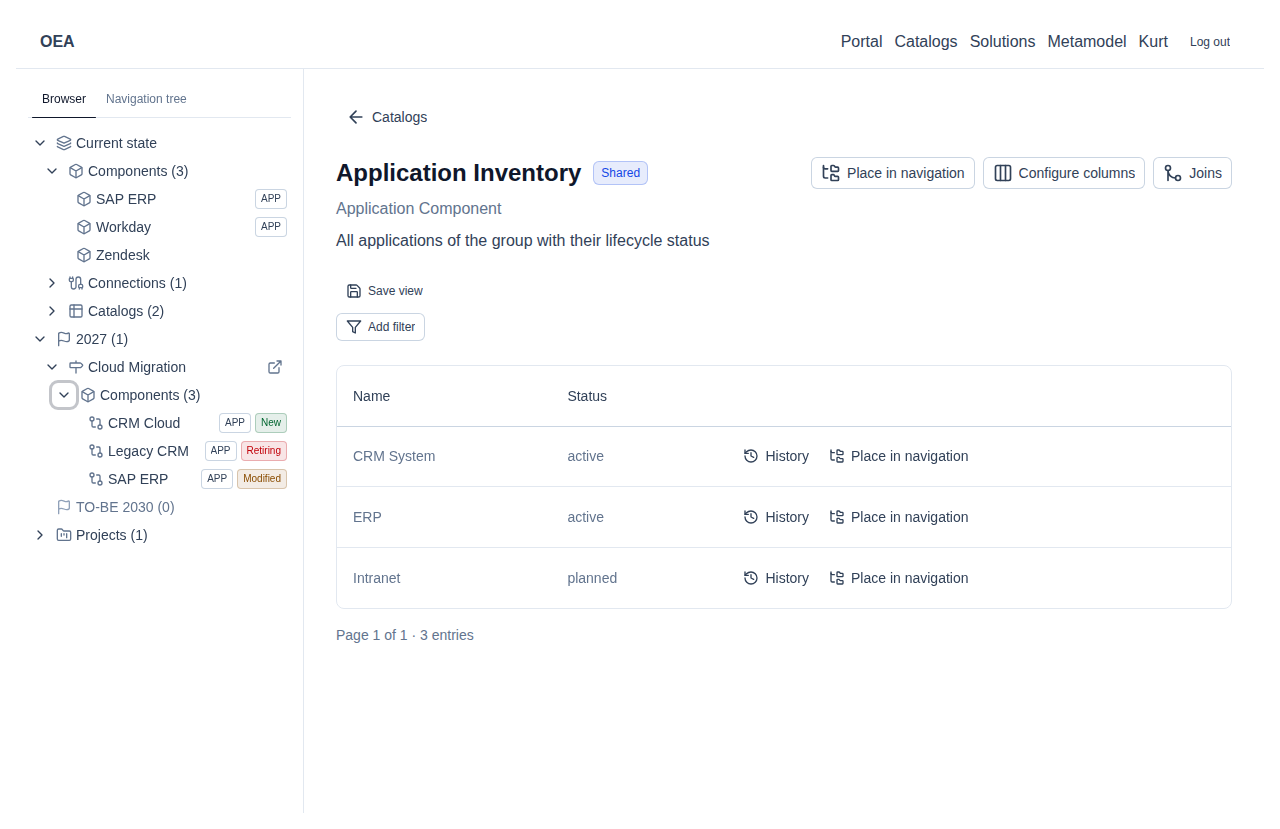 OEA
Portal Catalogs Solutions Metamodel Kurt Log out
Browser Navigation tree
Current state
Components (3)
SAP ERP APP
Workday APP
Zendesk
Connections (1)
Catalogs (2)
2027 (1)
Cloud Migration
Components (3)
CRM Cloud APP New
Legacy CRM APP Retiring
SAP ERP APP Modified
TO-BE 2030 (0)
Projects (1)
Catalogs
Application Inventory Shared
Place in navigation Configure columns Joins
Application Component
All applications of the group with their lifecycle status
Save view
Add filter
Name Status
CRM System active History Place in navigation
ERP active History Place in navigation
Intranet planned History Place in navigation
Page 1 of 1 · 3 entries